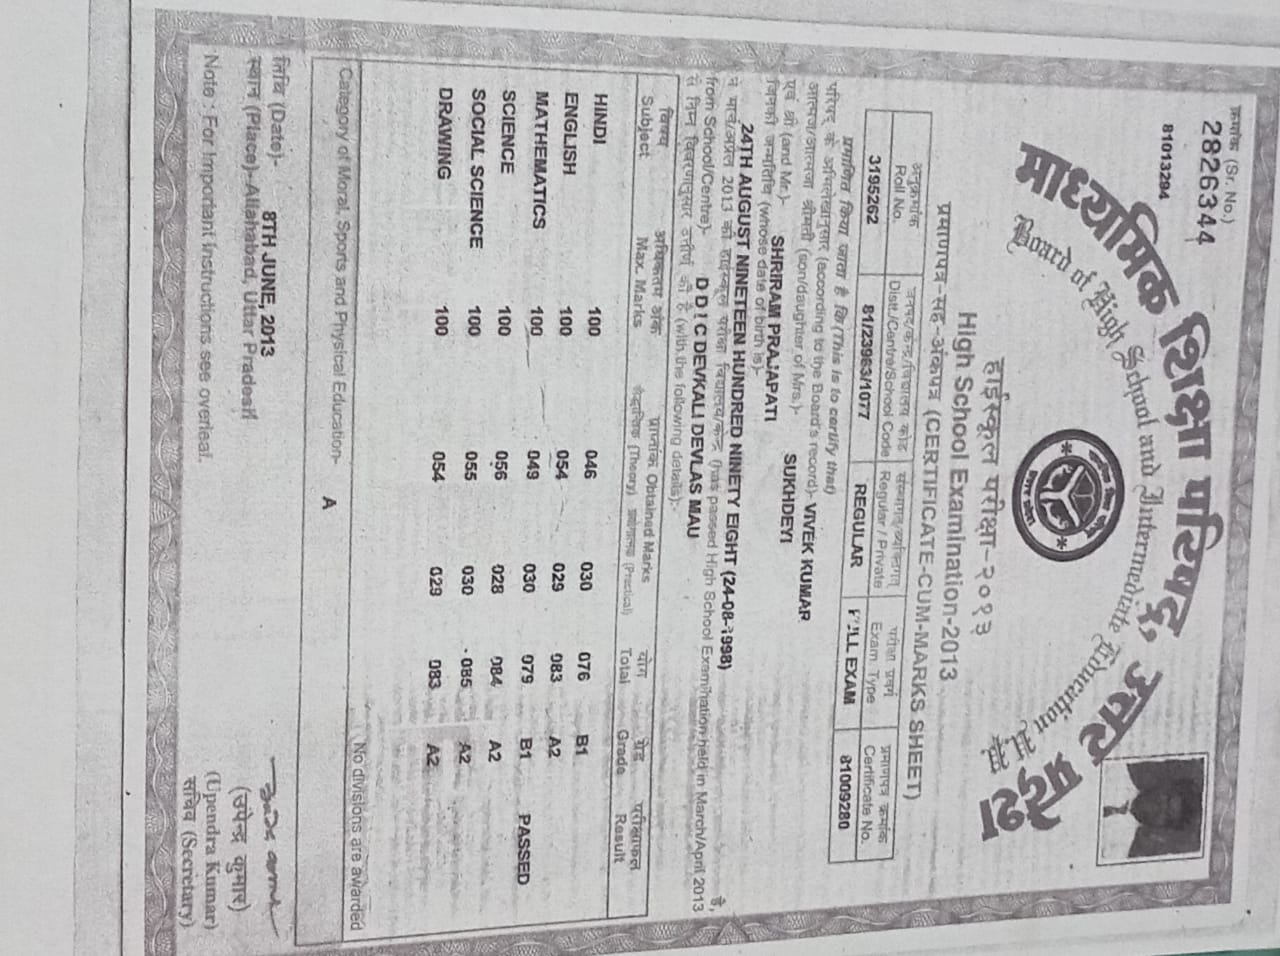 क्रमांक (Sr. No.)
2826344
81013294
माध्यमिक शिक्षा परिषद्, उत्तर प्रदेश
Board of High School and Intermediate Education U.P.
माध्यमिक शिक्षा परिषद्
उत्तर प्रदेश
हाईस्कूल परीक्षा-२०१३
High School Examination-2013
प्रमाणपत्र-सह-अंकपत्र (CERTIFICATE-CUM-MARKS SHEET)
अनुक्रमांक जनपद/केन्द्र/विद्यालय कोड संस्थागत/व्यक्तिगत परीक्षा प्रवर्ग प्रमाणपत्र क्रमांक
Roll No. Distt./Centre/School Code Regular / Private Exam. Type Certificate No.
3195262 81/23963/1077 REGULAR FULL EXAM 81009280
प्रमाणित किया जाता है कि (This is to certify that)
परिषद् के अभिलेखानुसार (according to the Board's record)- VIVEK KUMAR
आत्मज/आत्मजा श्रीमती (son/daughter of Mrs.)- SUKHDEYI
एवं श्री (and Mr.)- SHRIRAM PRAJAPATI
जिनकी जन्मतिथि (whose date of birth is)-
24TH AUGUST NINETEEN HUNDRED NINETY EIGHT (24-08-1998) है,
ने मार्च/अप्रैल 2013 की हाईस्कूल परीक्षा विद्यालय/केन्द्र (has passed High School Examination held in March/April 2013
from School/Centre)- D D I C DEVKALI DEVLAS MAU
से निम्न विवरणानुसार उत्तीर्ण की है (with the following details):-
विषय अधिकतम अंक प्राप्तांक Obtained Marks योग ग्रेड परीक्षाफल
Subject Max. Marks सैद्धान्तिक (Theory) प्रयोगात्मक (Practical) Total Grade Result
HINDI 100 046 030 076 B1
ENGLISH 100 054 029 083 A2
MATHEMATICS 100 049 030 079 B1 PASSED
SCIENCE 100 056 028 084 A2
SOCIAL SCIENCE 100 055 030 085 A2
DRAWING 100 054 029 083 A2
No divisions are awarded
Category of Moral, Sports and Physical Education- A
तिथि (Date)- 8TH JUNE, 2013
स्थान (Place)- Allahabad, Uttar Pradesh
(उपेन्द्र कुमार)
(Upendra Kumar)
सचिव (Secretary)
Note : For Important Instructions see overleaf.